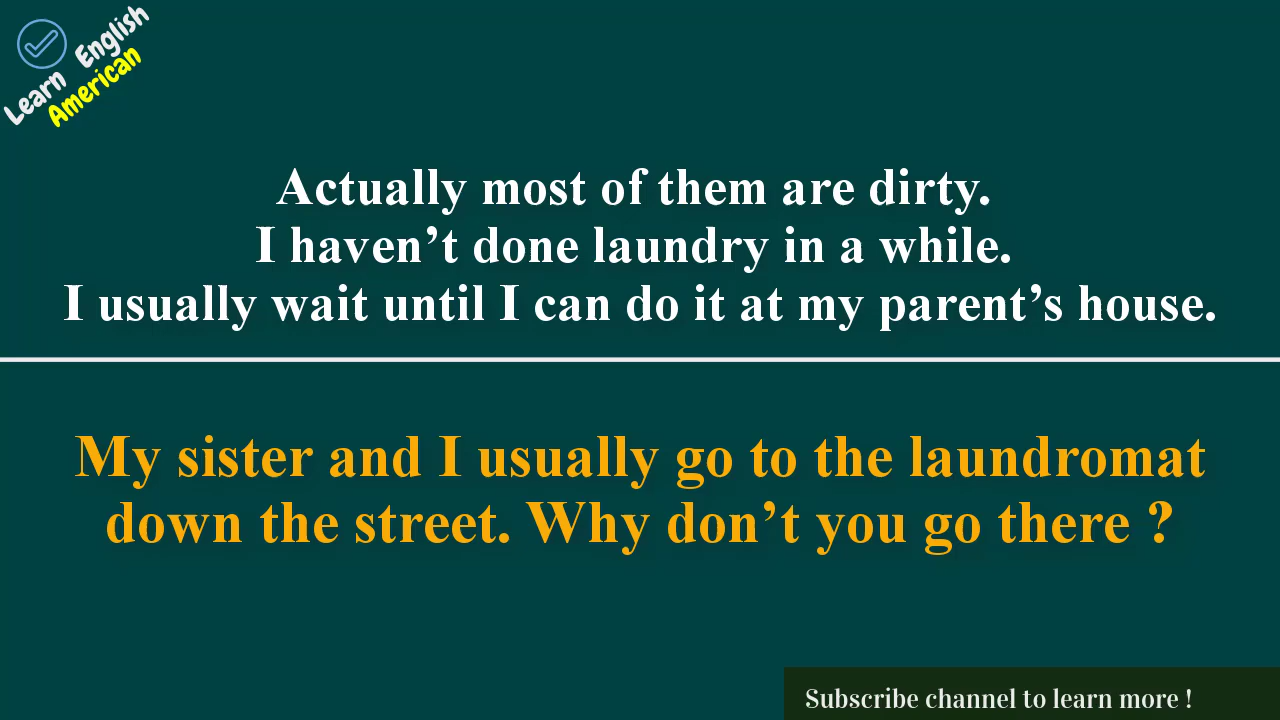 Learn English
American
Actually most of them are dirty.
I haven’t done laundry in a while.
I usually wait until I can do it at my parent’s house.
My sister and I usually go to the laundromat
down the street. Why don’t you go there ?
Subscribe channel to learn more !